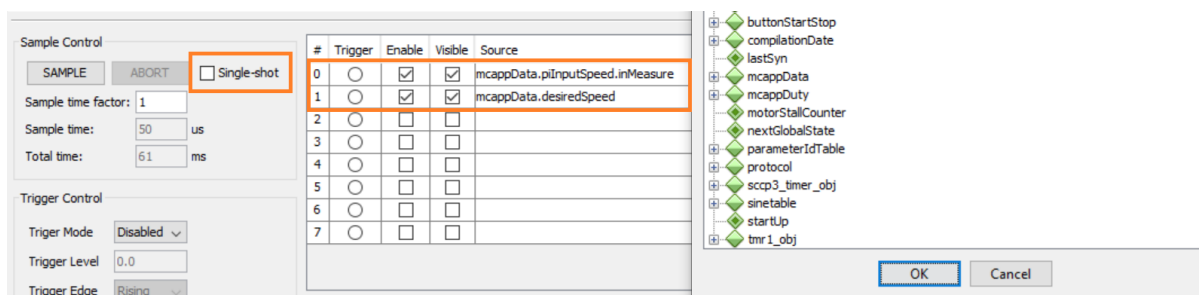 Sample Control
SAMPLE ABORT Single-shot
Sample time factor: 1
Sample time: 50 us
Total time: 61 ms
Trigger Control
Triger Mode Disabled
Trigger Level 0.0
Trigger Edge Rising
# Trigger Enable Visible Source
0 mcappData.piInputSpeed.inMeasure
1 mcappData.desiredSpeed
2
3
4
5
6
7
buttonStartStop
compilationDate
lastSyn
mcappData
mcappDuty
motorStallCounter
nextGlobalState
parameterIdTable
protocol
sccp3_timer_obj
sinetable
startUp
tmr1_obj
OK Cancel